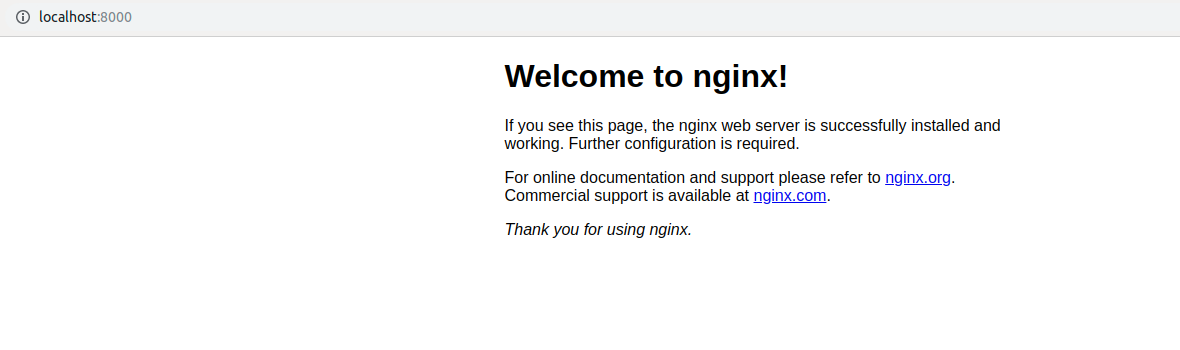 localhost:8000
Welcome to nginx!
If you see this page, the nginx web server is successfully installed and
working. Further configuration is required.
For online documentation and support please refer to nginx.org.
Commercial support is available at nginx.com.
Thank you for using nginx.